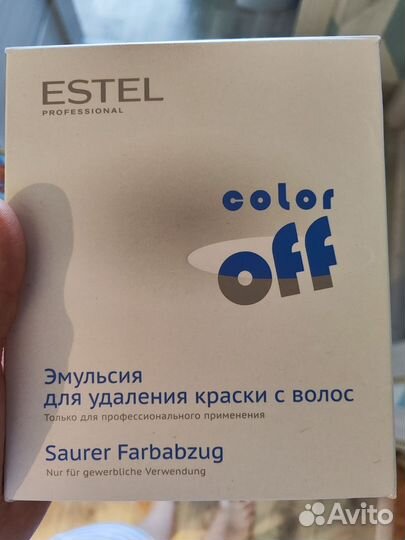 ESTEL
PROFESSIONAL
color
off
Эмульсия
для удаления краски с волос
Только для профессионального применения
Saurer Farbabzug
Nur für gewerbliche Verwendung
Avito